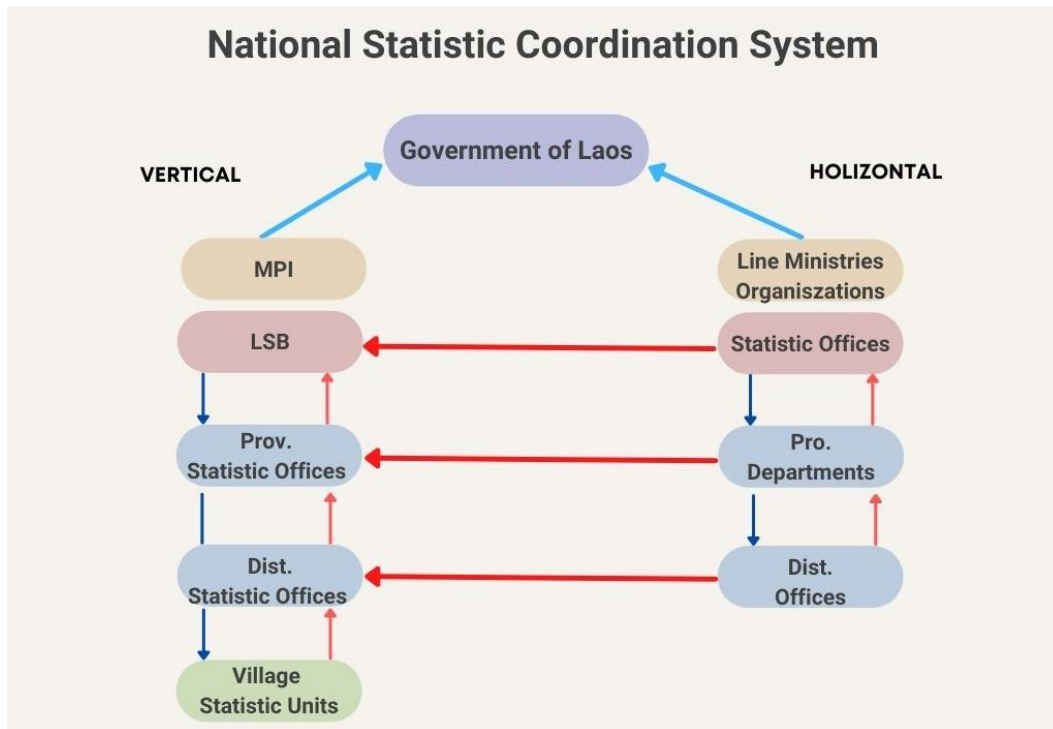 National Statistic Coordination System
Government of Laos
VERTICAL
HOLIZONTAL
MPI
Line Ministries
Organiszations
LSB
Statistic Offices
Prov.
Statistic Offices
Pro.
Departments
Dist.
Statistic Offices
Dist.
Offices
Village
Statistic Units